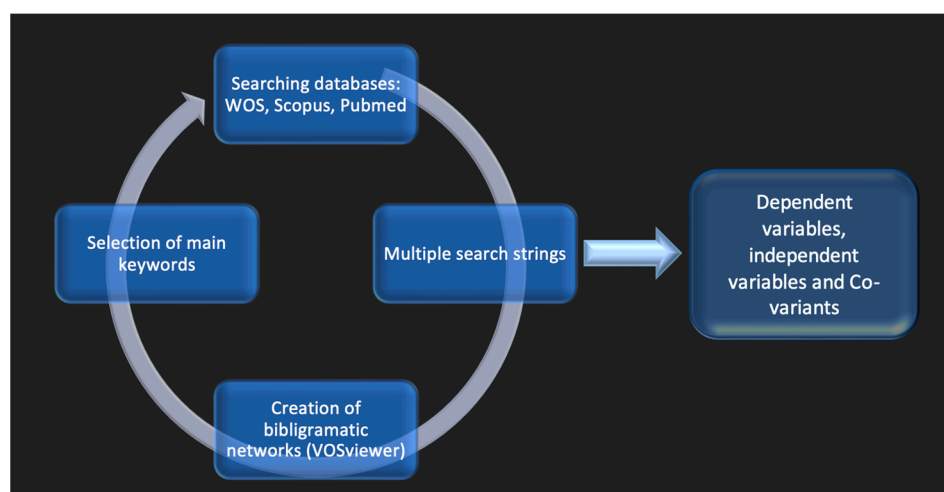 Searching databases:
WOS, Scopus, Pubmed
Selection of main
keywords
Multiple search strings
Dependent
variables,
independent
variables and Co-
variants
Creation of
bibligramatic
networks (VOSviewer)